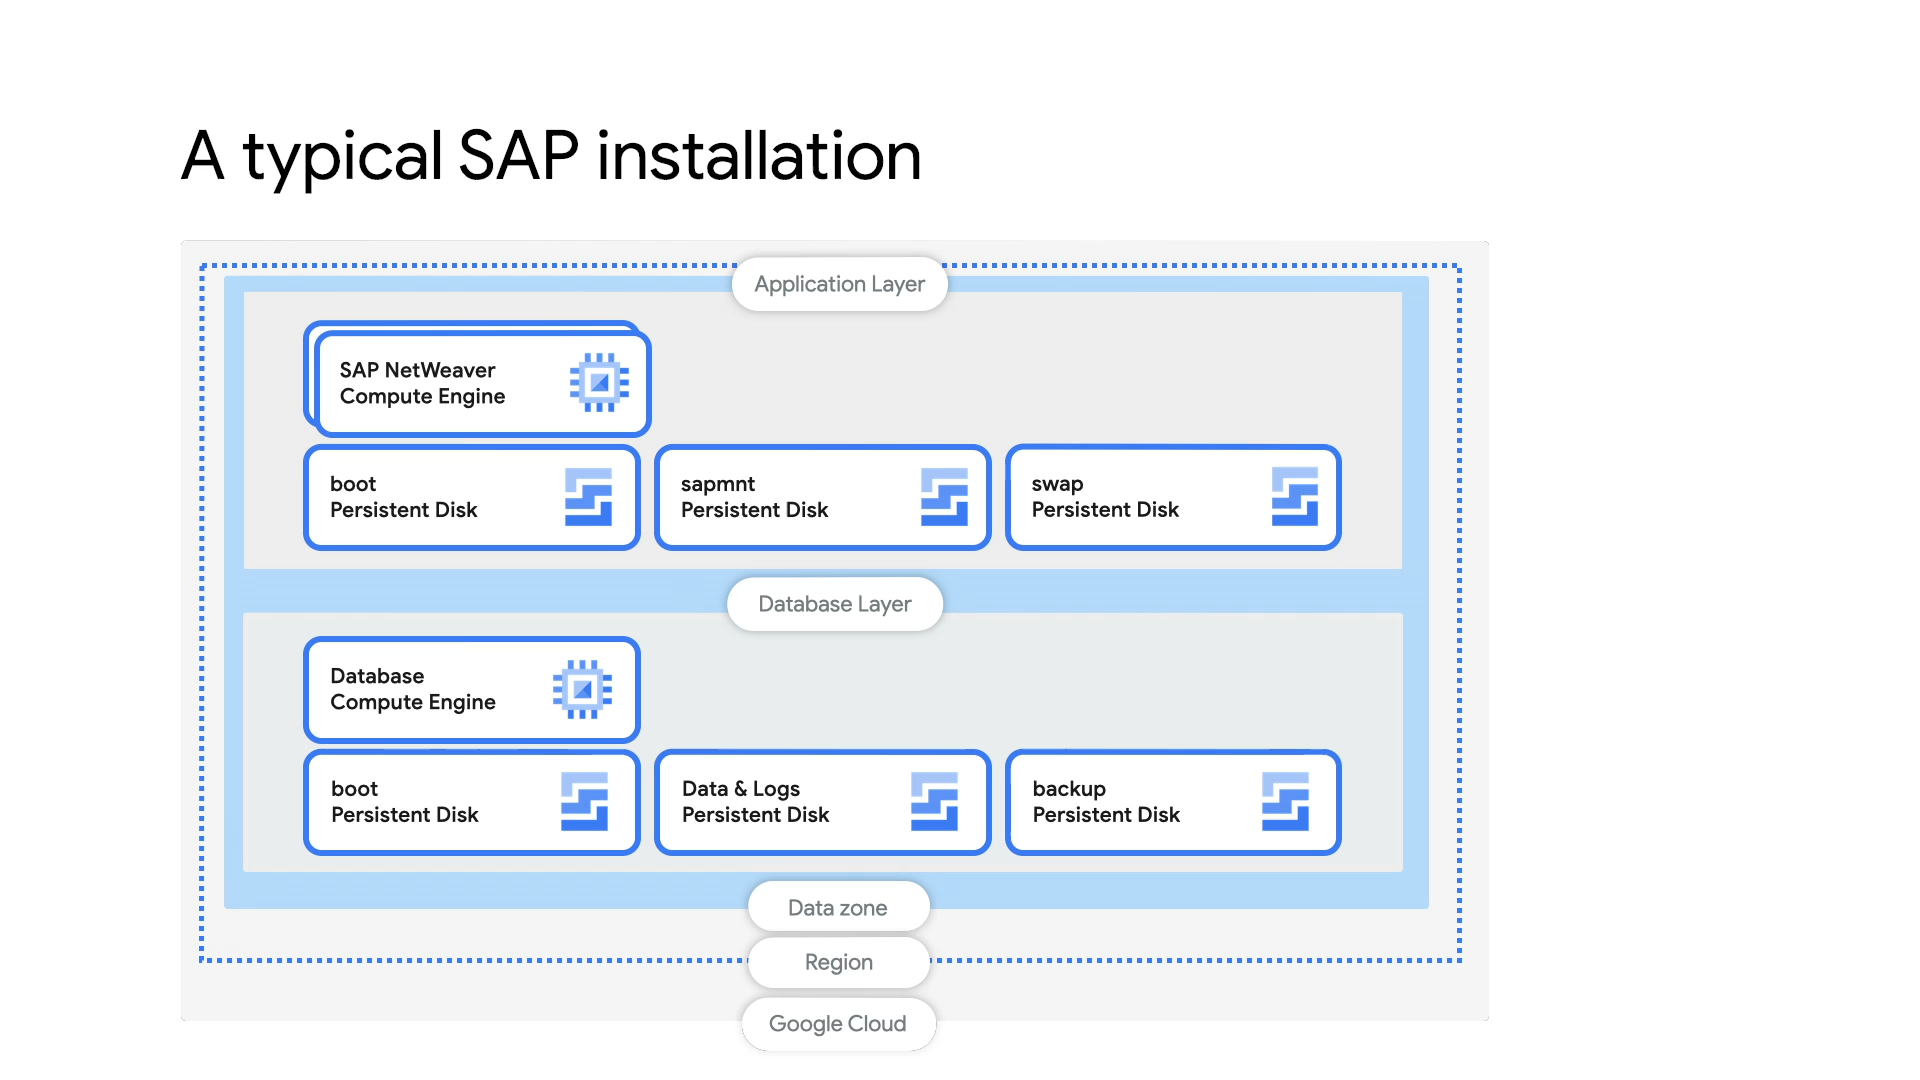 A typical SAP installation
Application Layer
SAP NetWeaver
Compute Engine
boot
Persistent Disk
sapmnt
Persistent Disk
swap
Persistent Disk
Database Layer
Database
Compute Engine
boot
Persistent Disk
Data & Logs
Persistent Disk
backup
Persistent Disk
Data zone
Region
Google Cloud